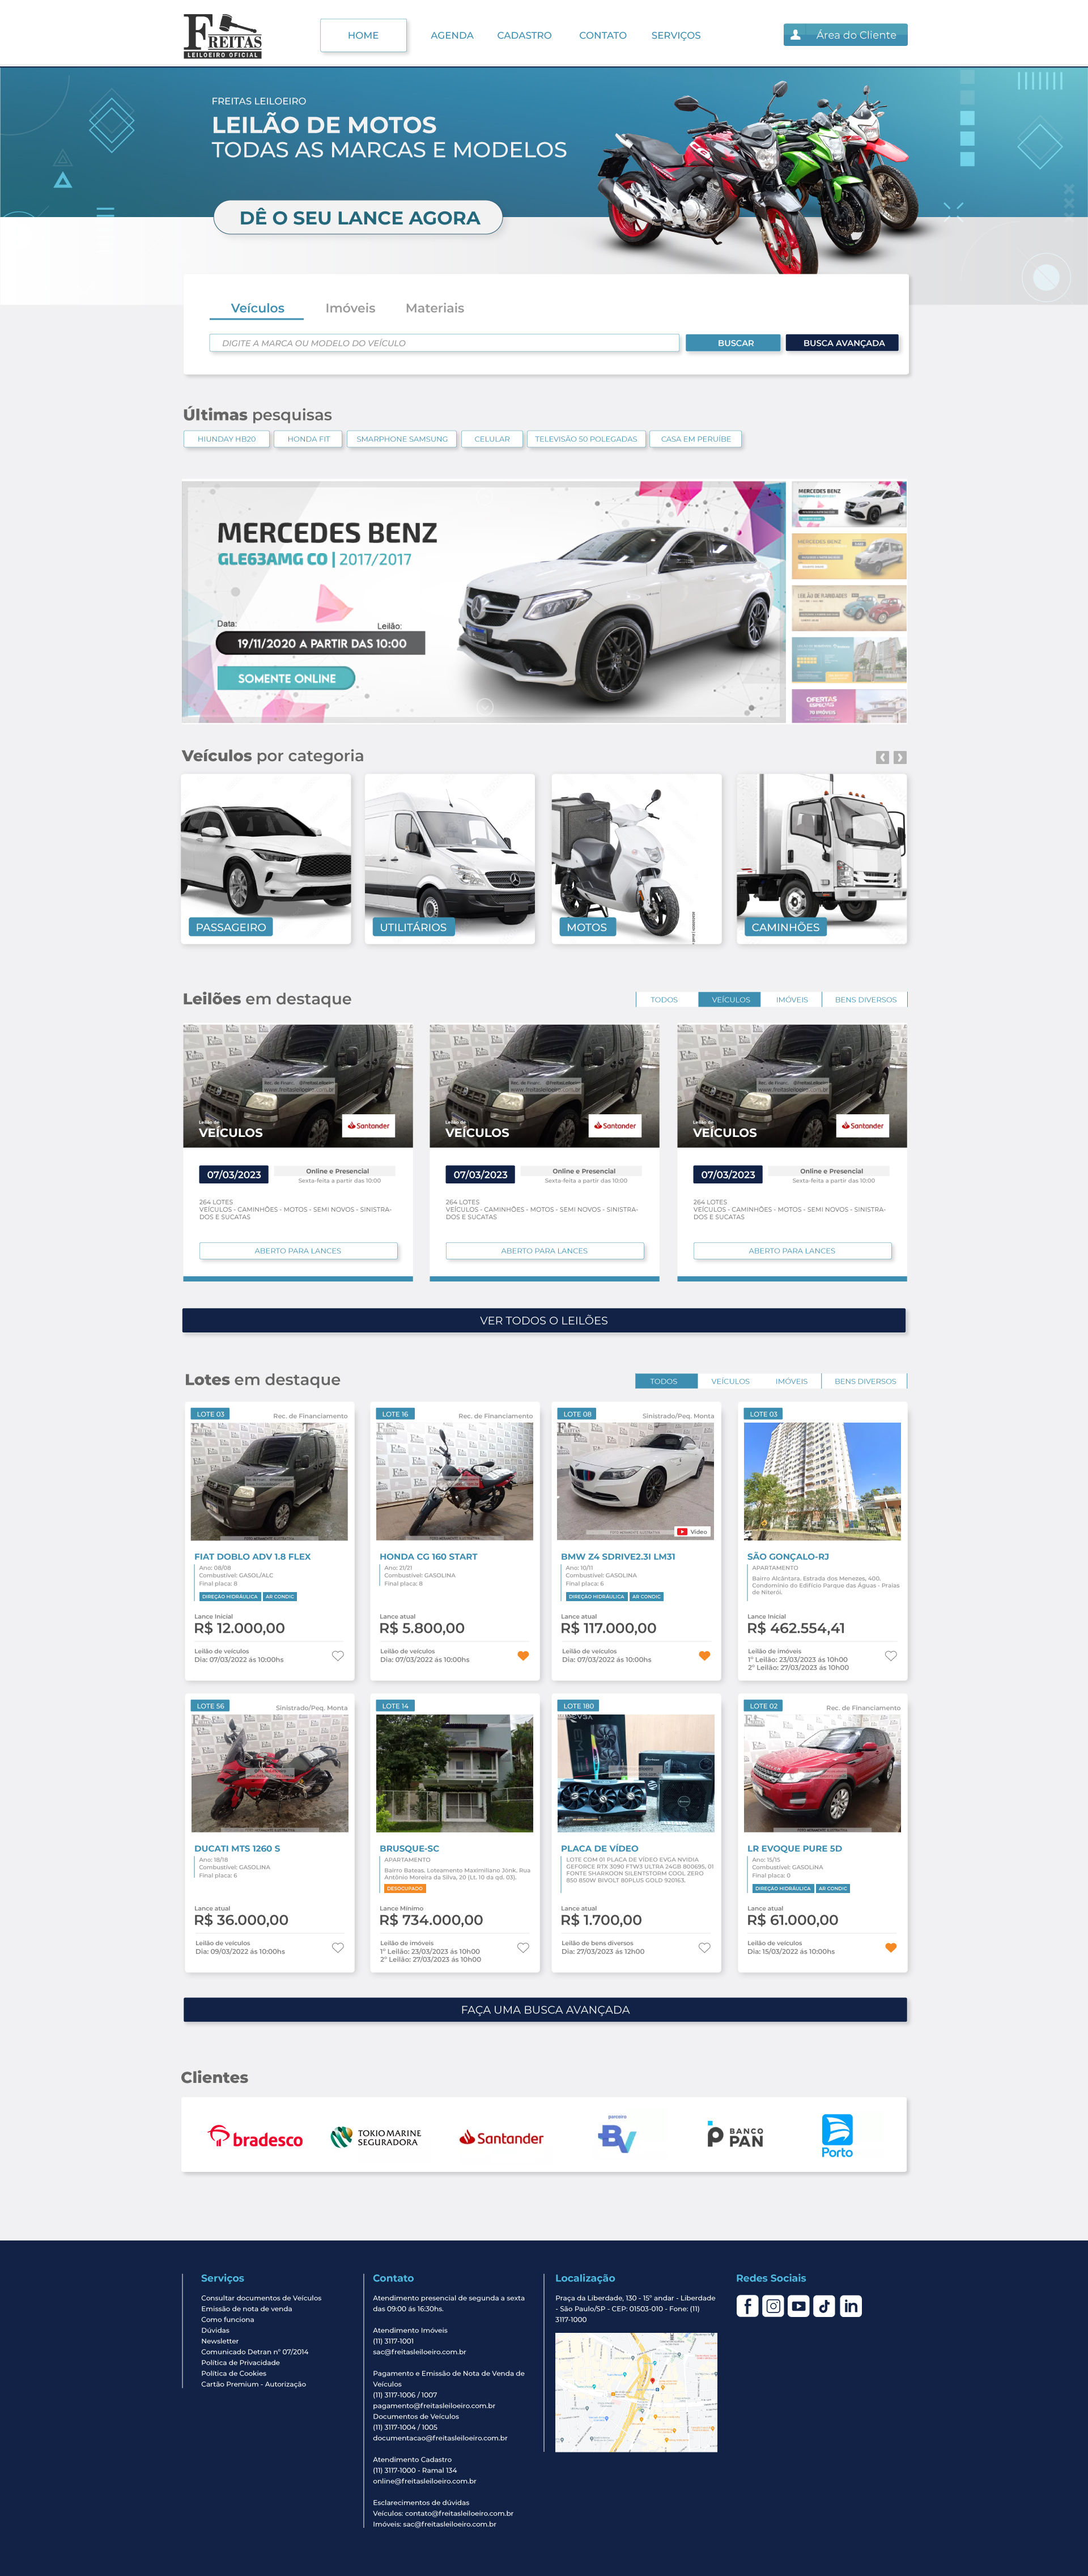 FREITAS
LEILOEIRO OFICIAL
HOME
AGENDA
CADASTRO
CONTATO
SERVIÇOS
Área do Cliente
FREITAS LEILOEIRO
LEILÃO DE MOTOS
TODAS AS MARCAS E MODELOS
DÊ O SEU LANCE AGORA
Veículos
Imóveis
Materiais
DIGITE A MARCA OU MODELO DO VEÍCULO
BUSCAR
BUSCA AVANÇADA
Últimas pesquisas
HIUNDAY HB20
HONDA FIT
SMARPHONE SAMSUNG
CELULAR
TELEVISÃO 50 POLEGADAS
CASA EM PERUÍBE
MERCEDES BENZ
GLE63AMG CO | 2017/2017
Data:
Leilão:
19/11/2020 A PARTIR DAS 10:00
SOMENTE ONLINE
MERCEDES BENZ
MERCEDES BENZ
OFERTAS
Veículos por categoria
PASSAGEIRO
UTILITÁRIOS
MOTOS
CAMINHÕES
Leilões em destaque
TODOS
VEÍCULOS
IMÓVEIS
BENS DIVERSOS
www.freitasleiloeiro.com.br
Leilão de
VEÍCULOS
Santander
07/03/2023
Online e Presencial
Sexta-feita a partir das 10:00
264 LOTES
VEÍCULOS - CAMINHÕES - MOTOS - SEMI NOVOS - SINISTRA-
DOS E SUCATAS
ABERTO PARA LANCES
www.freitasleiloeiro.com.br
Leilão de
VEÍCULOS
Santander
07/03/2023
Online e Presencial
Sexta-feita a partir das 10:00
264 LOTES
VEÍCULOS - CAMINHÕES - MOTOS - SEMI NOVOS - SINISTRA-
DOS E SUCATAS
ABERTO PARA LANCES
www.freitasleiloeiro.com.br
Leilão de
VEÍCULOS
Santander
07/03/2023
Online e Presencial
Sexta-feita a partir das 10:00
264 LOTES
VEÍCULOS - CAMINHÕES - MOTOS - SEMI NOVOS - SINISTRA-
DOS E SUCATAS
ABERTO PARA LANCES
VER TODOS O LEILÕES
Lotes em destaque
TODOS
VEÍCULOS
IMÓVEIS
BENS DIVERSOS
LOTE 03
Rec. de Financiamento
FIAT DOBLO ADV 1.8 FLEX
Ano: 08/08
Combustível: GASOL/ALC
Final placa: 8
DIREÇÃO HIDRÁULICA
AR CONDIC
Lance Inicial
R$ 12.000,00
Leilão de veículos
Dia: 07/03/2022 ás 10:00hs
LOTE 16
Rec. de Financiamento
HONDA CG 160 START
Ano: 21/21
Combustível: GASOLINA
Final placa: 8
Lance atual
R$ 5.800,00
Leilão de veículos
Dia: 07/03/2022 ás 10:00hs
LOTE 08
Sinistrado/Peq. Monta
Vídeo
BMW Z4 SDRIVE2.3I LM31
Ano: 10/11
Combustível: GASOLINA
Final placa: 6
DIREÇÃO HIDRÁULICA
AR CONDIC
Lance atual
R$ 117.000,00
Leilão de veículos
Dia: 07/03/2022 ás 10:00hs
LOTE 03
SÃO GONÇALO-RJ
APARTAMENTO
Bairro Alcântara, Estrada dos Menezes, 400,
Condomínio do Edifício Parque das Águas - Praias
de Niterói.
Lance Inicial
R$ 462.554,41
Leilão de imóveis
1º Leilão: 23/03/2023 ás 10h00
2º Leilão: 27/03/2023 ás 10h00
LOTE 56
Sinistrado/Peq. Monta
DUCATI MTS 1260 S
Ano: 18/18
Combustível: GASOLINA
Final placa: 6
Lance atual
R$ 36.000,00
Leilão de veículos
Dia: 09/03/2022 ás 10:00hs
LOTE 14
BRUSQUE-SC
APARTAMENTO
Bairro Bateas. Loteamento Maximiliano Jönk. Rua
Antônio Moreira da Silva, 20 (Lt. 10 da qd. 03).
DESOCUPADO
Lance Mínimo
R$ 734.000,00
Leilão de imóveis
1º Leilão: 23/03/2023 ás 10h00
2º Leilão: 27/03/2023 ás 10h00
LOTE 180
PLACA DE VÍDEO
LOTE COM 01 PLACA DE VÍDEO EVGA NVIDIA
GEFORCE RTX 3090 FTW3 ULTRA 24GB 800695, 01
FONTE SHARKOON SILENTSTORM COOL ZERO
850 850W BIVOLT 80PLUS GOLD 920163.
Lance atual
R$ 1.700,00
Leilão de bens diversos
Dia: 27/03/2023 ás 12h00
LOTE 02
Rec. de Financiamento
LR EVOQUE PURE 5D
Ano: 15/15
Combustível: GASOLINA
Final placa: 0
DIREÇÃO HIDRÁULICA
AR CONDIC
Lance atual
R$ 61.000,00
Leilão de veículos
Dia: 15/03/2022 ás 10:00hs
FAÇA UMA BUSCA AVANÇADA
Clientes
bradesco
TOKIO MARINE
SEGURADORA
Santander
parceiro
BV
BANCO
PAN
Porto
Serviços
Consultar documentos de Veículos
Emissão de nota de venda
Como funciona
Dúvidas
Newsletter
Comunicado Detran nº 07/2014
Política de Privacidade
Política de Cookies
Cartão Premium - Autorização
Contato
Atendimento presencial de segunda a sexta
das 09:00 ás 16:30hs.
Atendimento Imóveis
(11) 3117-1001
sac@freitasleiloeiro.com.br
Pagamento e Emissão de Nota de Venda de
Veículos
(11) 3117-1006 / 1007
pagamento@freitasleiloeiro.com.br
Documentos de Veículos
(11) 3117-1004 / 1005
documentacao@freitasleiloeiro.com.br
Atendimento Cadastro
(11) 3117-1000 - Ramal 134
online@freitasleiloeiro.com.br
Esclarecimentos de dúvidas
Veículos: contato@freitasleiloeiro.com.br
Imóveis: sac@freitasleiloeiro.com.br
Localização
Praça da Liberdade, 130 - 15º andar - Liberdade
- São Paulo/SP - CEP: 01503-010 - Fone: (11)
3117-1000
Redes Sociais